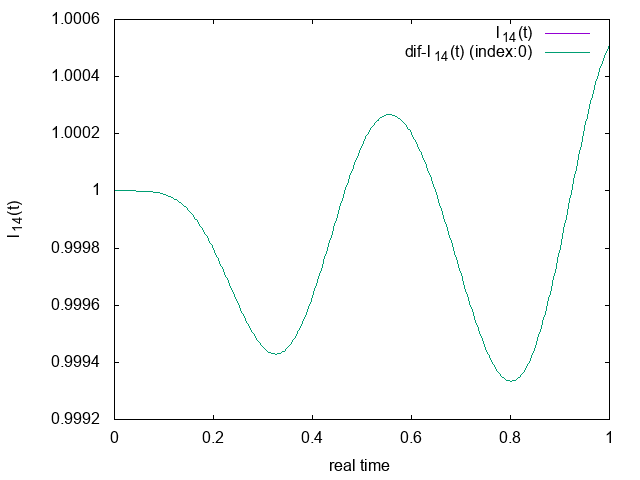 1.0006
1.0004
1.0002
1
0.9998
0.9996
0.9994
0.9992
0 0.2 0.4 0.6 0.8 1
I 14(t)
real time
I 14(t)
dif-I 14(t) (index:0)